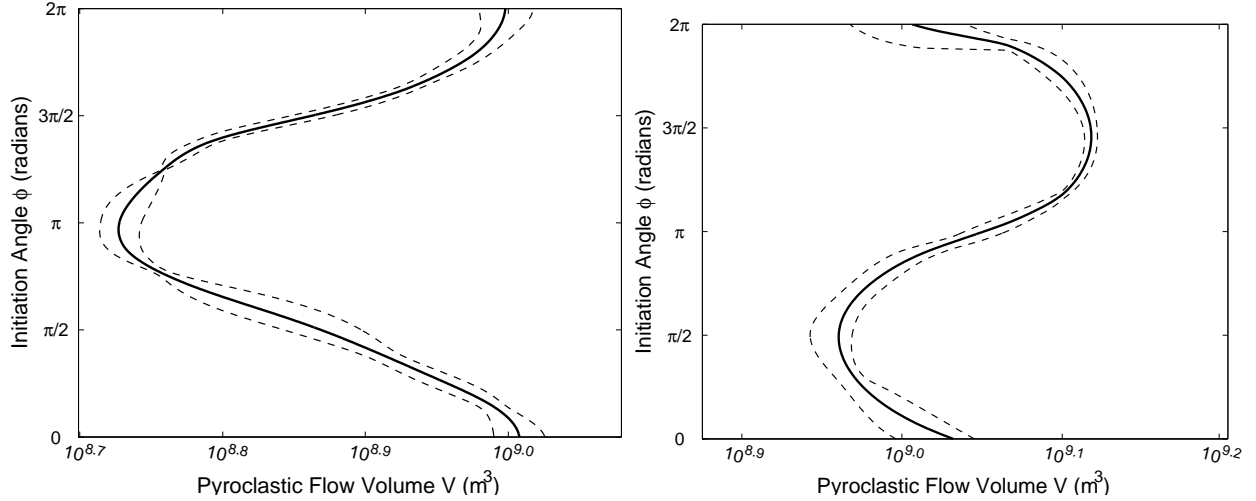 2π
3π/2
π
π/2
0
Initiation Angle ϕ (radians)
10^8.7
10^8.8
10^8.9
10^9.0
Pyroclastic Flow Volume V (m^3)
2π
3π/2
π
π/2
0
Initiation Angle ϕ (radians)
10^8.9
10^9.0
10^9.1
10^9.2
Pyroclastic Flow Volume V (m^3)